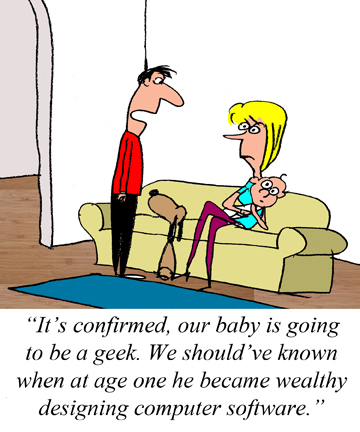 “It’s confirmed, our baby is going
to be a geek. We should’ve known
when at age one he became wealthy
designing computer software.”